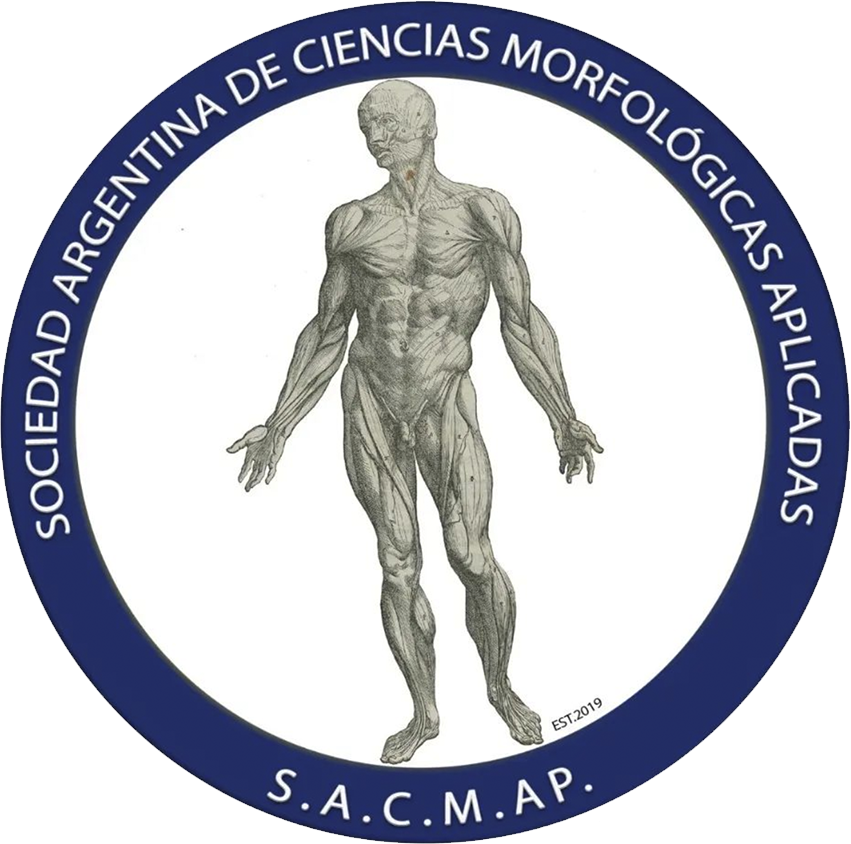 SOCIEDAD ARGENTINA DE CIENCIAS MORFOLÓGICAS APLICADAS
EST.2019
S.A.C.M.AP.